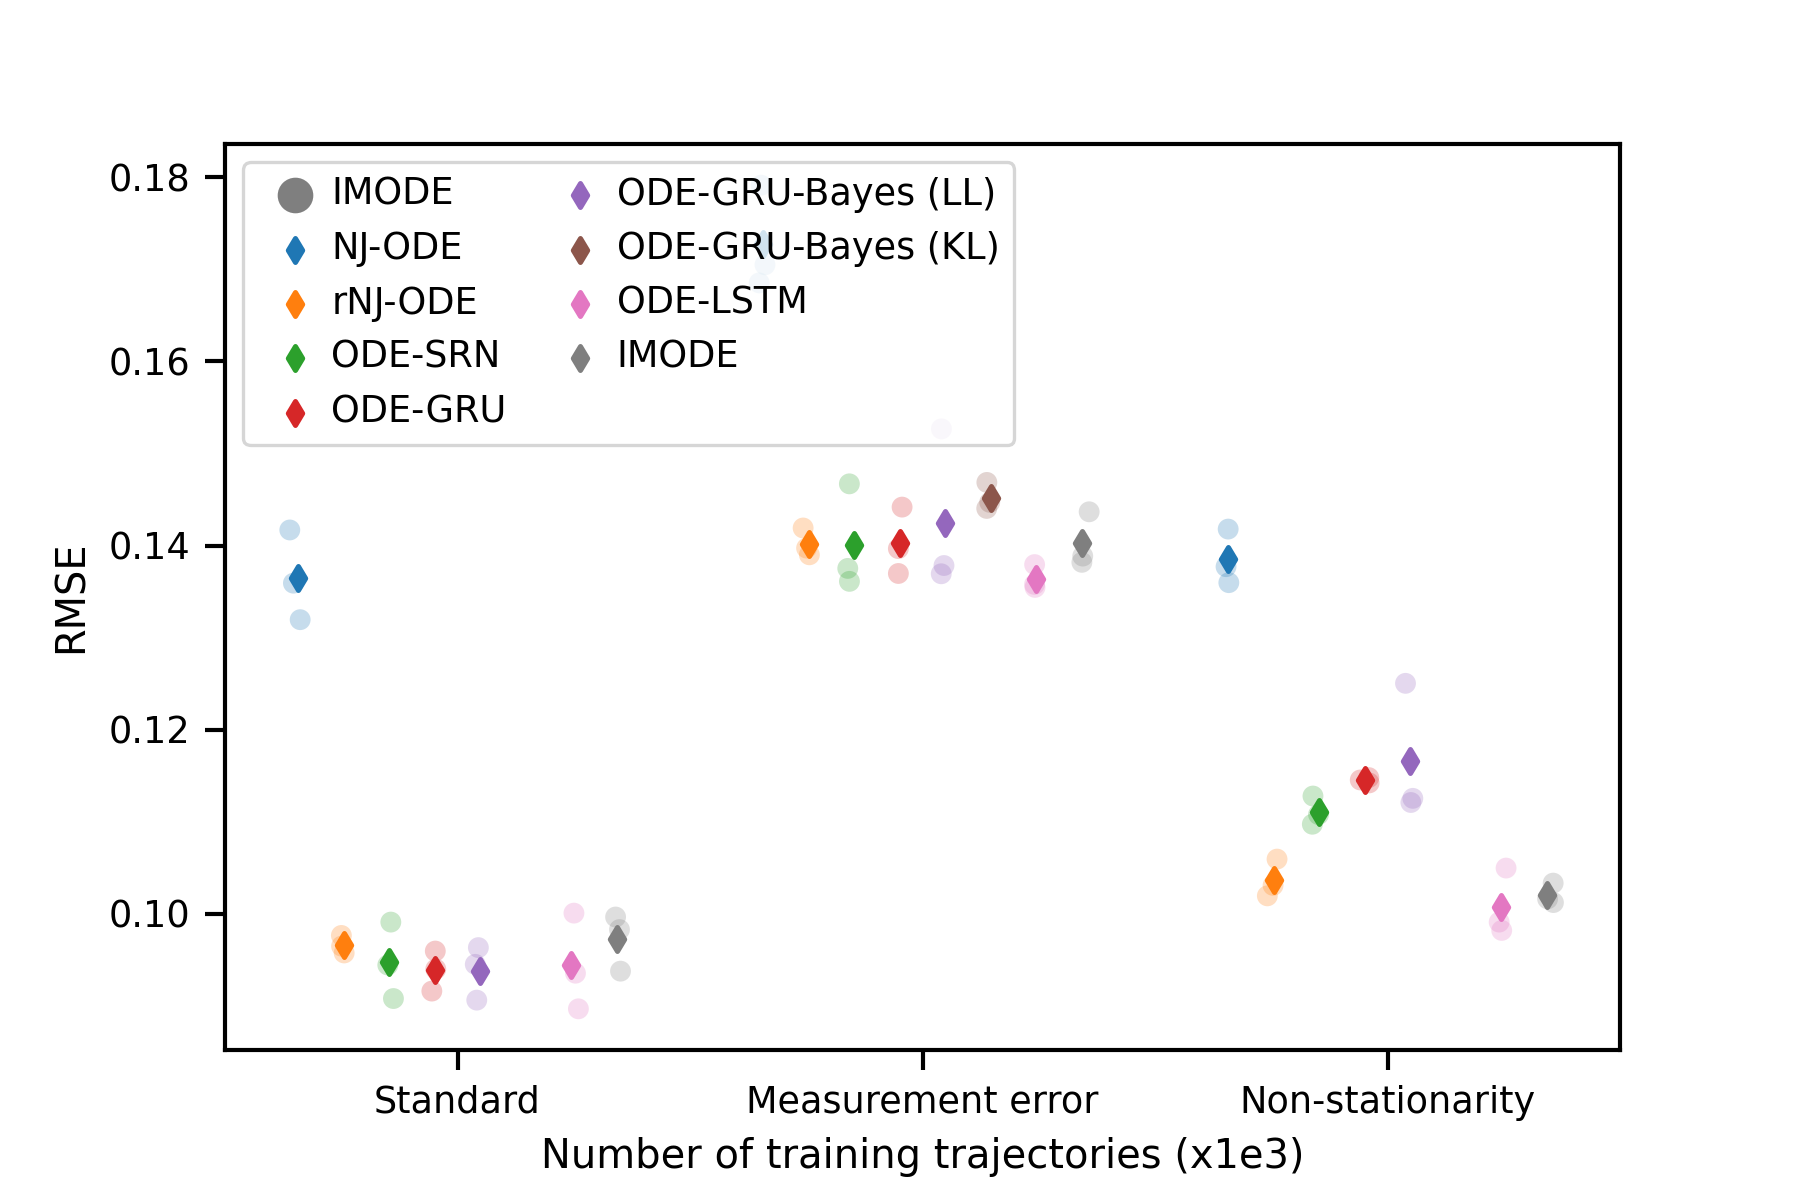 0.18
0.16
0.14
0.12
0.10
RMSE
IMODE
NJ-ODE
rNJ-ODE
ODE-SRN
ODE-GRU
ODE-GRU-Bayes (LL)
ODE-GRU-Bayes (KL)
ODE-LSTM
IMODE
Standard
Measurement error
Non-stationarity
Number of training trajectories (x1e3)